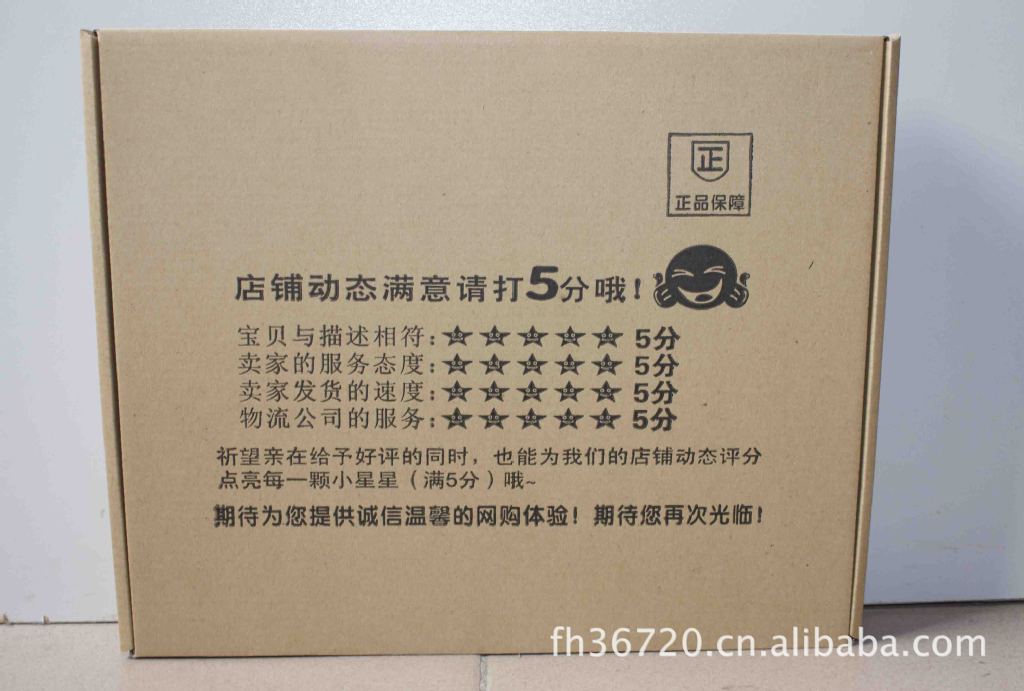 正
正品保障
店铺动态满意请打5分哦!
宝贝与描述相符:★★★★★ 5分
卖家的服务态度:★★★★★ 5分
卖家发货的速度:★★★★★ 5分
物流公司的服务:★★★★★ 5分
祈望亲在给予好评的同时,也能为我们的店铺动态评分
点亮每一颗小星星(满5分)哦~
期待为您提供诚信温馨的网购体验!期待您再次光临!
fh36720.cn.alibaba.com